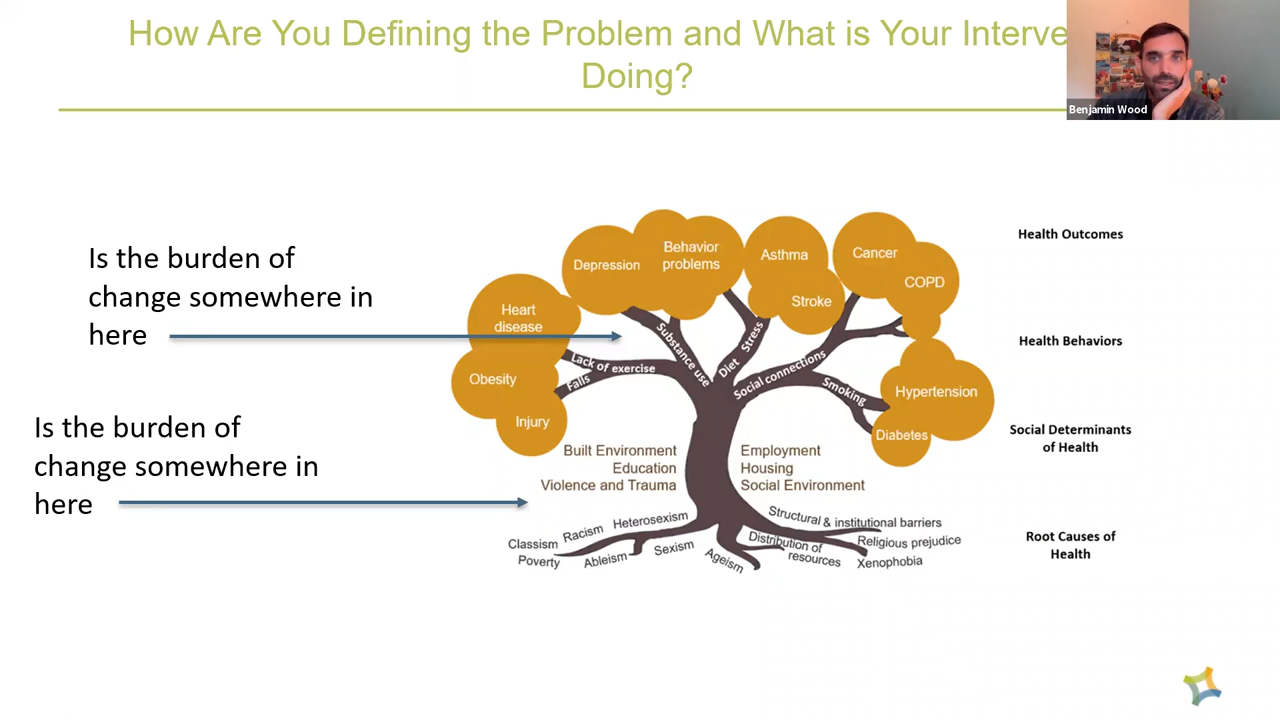 How Are You Defining the Problem and What is Your Interve
Doing?
Benjamin Wood
Is the burden of
change somewhere in
here
Is the burden of
change somewhere in
here
Depression
Behavior
problems
Asthma
Cancer
COPD
Stroke
Heart
disease
Obesity
Injury
Hypertension
Diabetes
Substance use
Stress
Diet
Social connections
Lack of exercise
Falls
Smoking
Built Environment
Education
Violence and Trauma
Employment
Housing
Social Environment
Classism
Racism
Heterosexism
Poverty
Ableism
Sexism
Ageism
Structural & institutional barriers
Distribution of
resources
Religious prejudice
Xenophobia
Health Outcomes
Health Behaviors
Social Determinants
of Health
Root Causes of
Health